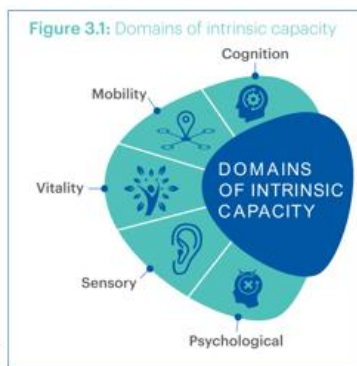 Figure 3.1: Domains of intrinsic capacity
Cognition
Mobility
Vitality
Sensory
Psychological
DOMAINS
OF INTRINSIC
CAPACITY